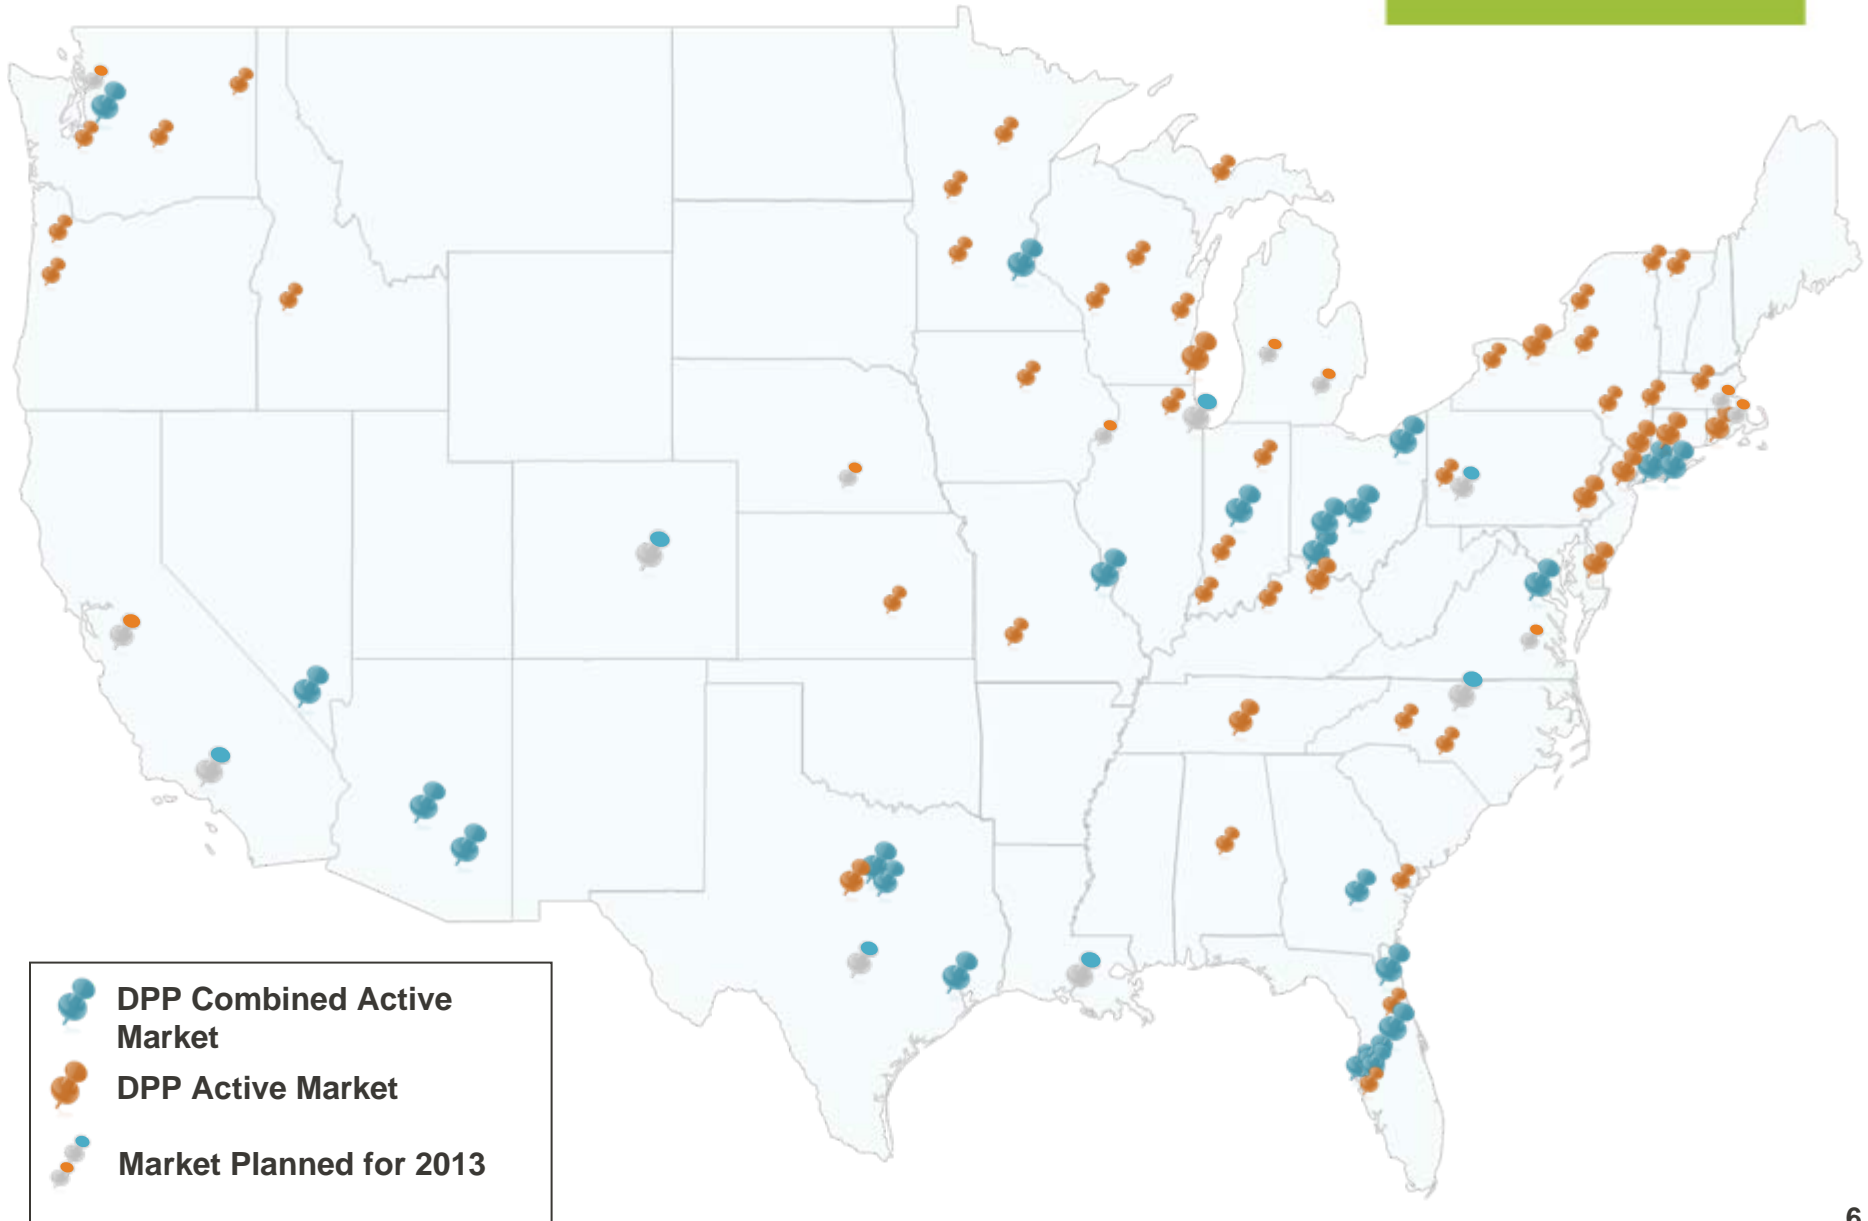 DPP Combined Active
Market
DPP Active Market
Market Planned for 2013
6